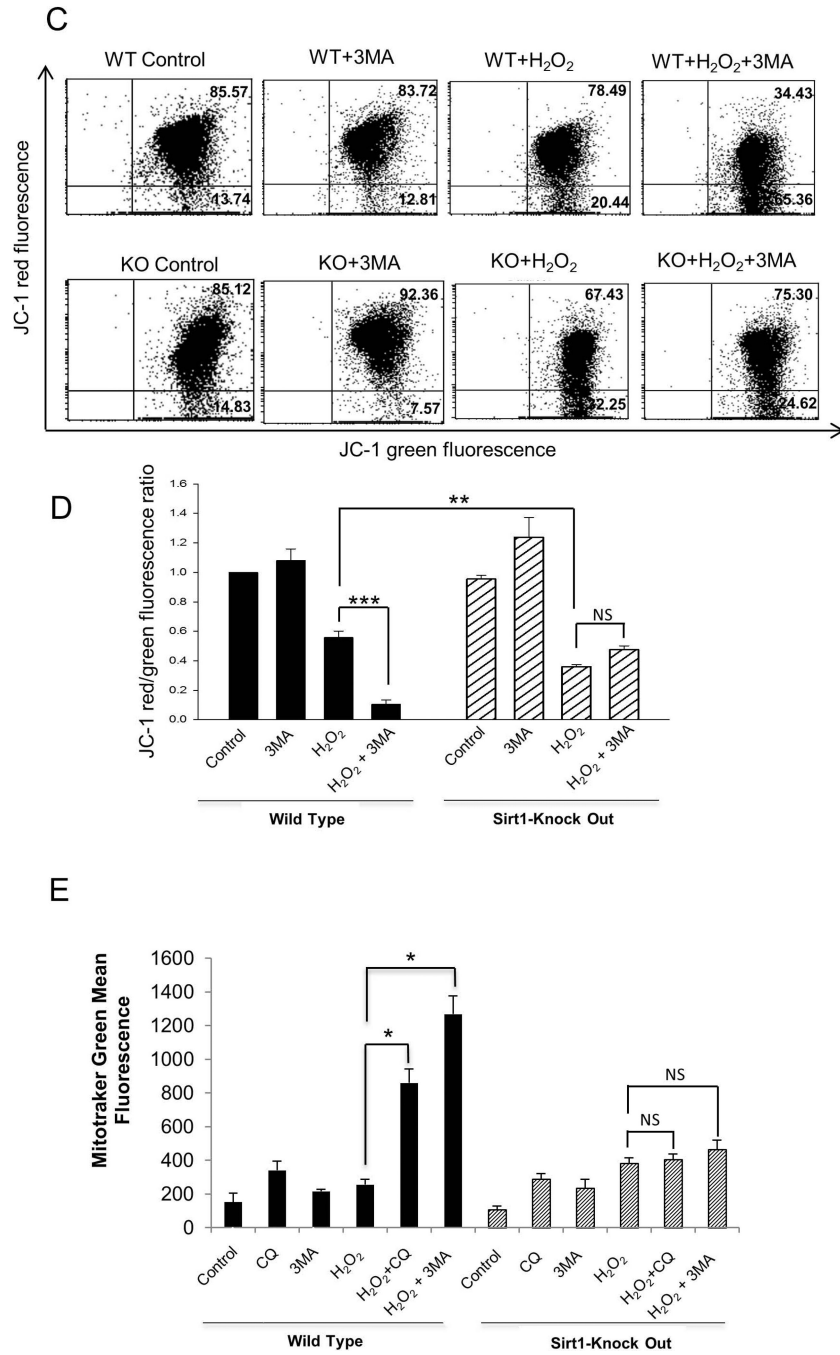 C
WT Control
WT+3MA
WT+H₂O₂
WT+H₂O₂+3MA
85.57
83.72
78.49
34.43
13.74
12.81
20.44
65.36
KO Control
KO+3MA
KO+H₂O₂
KO+H₂O₂+3MA
85.12
92.36
67.43
75.30
14.83
7.57
32.25
24.62
JC-1 red fluorescence
JC-1 green fluorescence
D
JC-1 red/green fluorescence ratio
1.6
1.4
1.2
1.0
0.8
0.6
0.4
0.2
0.0
**
***
NS
Control
3MA
H₂O₂
H₂O₂ + 3MA
Control
3MA
H₂O₂
H₂O₂ + 3MA
Wild Type
Sirt1-Knock Out
E
Mitotraker Green Mean
Fluorescence
1600
1400
1200
1000
800
600
400
200
0
*
*
NS
NS
Control
CQ
3MA
H₂O₂
H₂O₂+CQ
H₂O₂ + 3MA
Control
CQ
3MA
H₂O₂
H₂O₂+CQ
H₂O₂ + 3MA
Wild Type
Sirt1-Knock Out